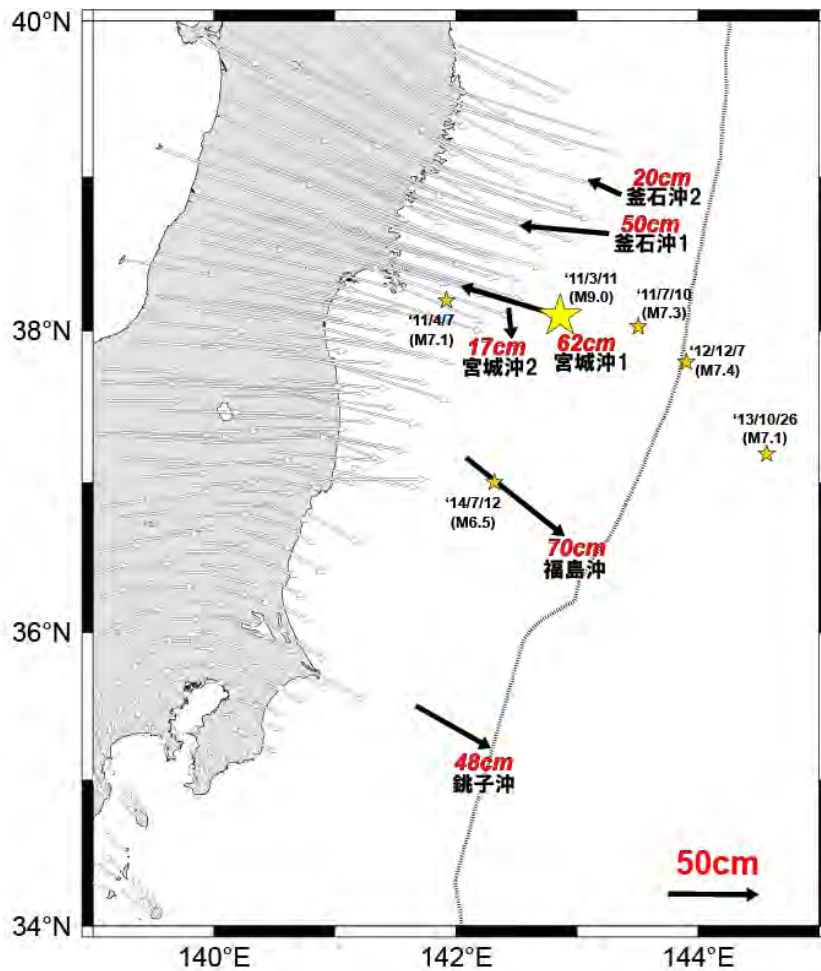 40°N
20cm
釜石沖2
50cm
釜石沖1
‘11/3/11
(M9.0)
‘11/7/10
(M7.3)
‘11/4/7
(M7.1)
38°N
17cm
宮城沖2
62cm
宮城沖1
‘12/12/7
(M7.4)
‘13/10/26
(M7.1)
‘14/7/12
(M6.5)
70cm
福島沖
36°N
48cm
銚子沖
50cm
34°N
140°E
142°E
144°E